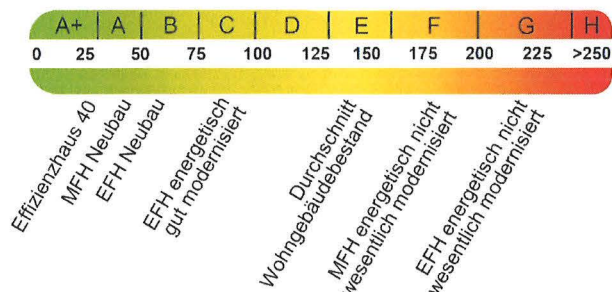 A+ A B C D E F G H
0 25 50 75 100 125 150 175 200 225 >250
Effizienzhaus 40
MFH Neubau
EFH Neubau
EFH energetisch
gut modernisiert
Durchschnitt
Wohngebäudebestand
MFH energetisch nicht
wesentlich modernisiert
EFH energetisch nicht
wesentlich modernisiert